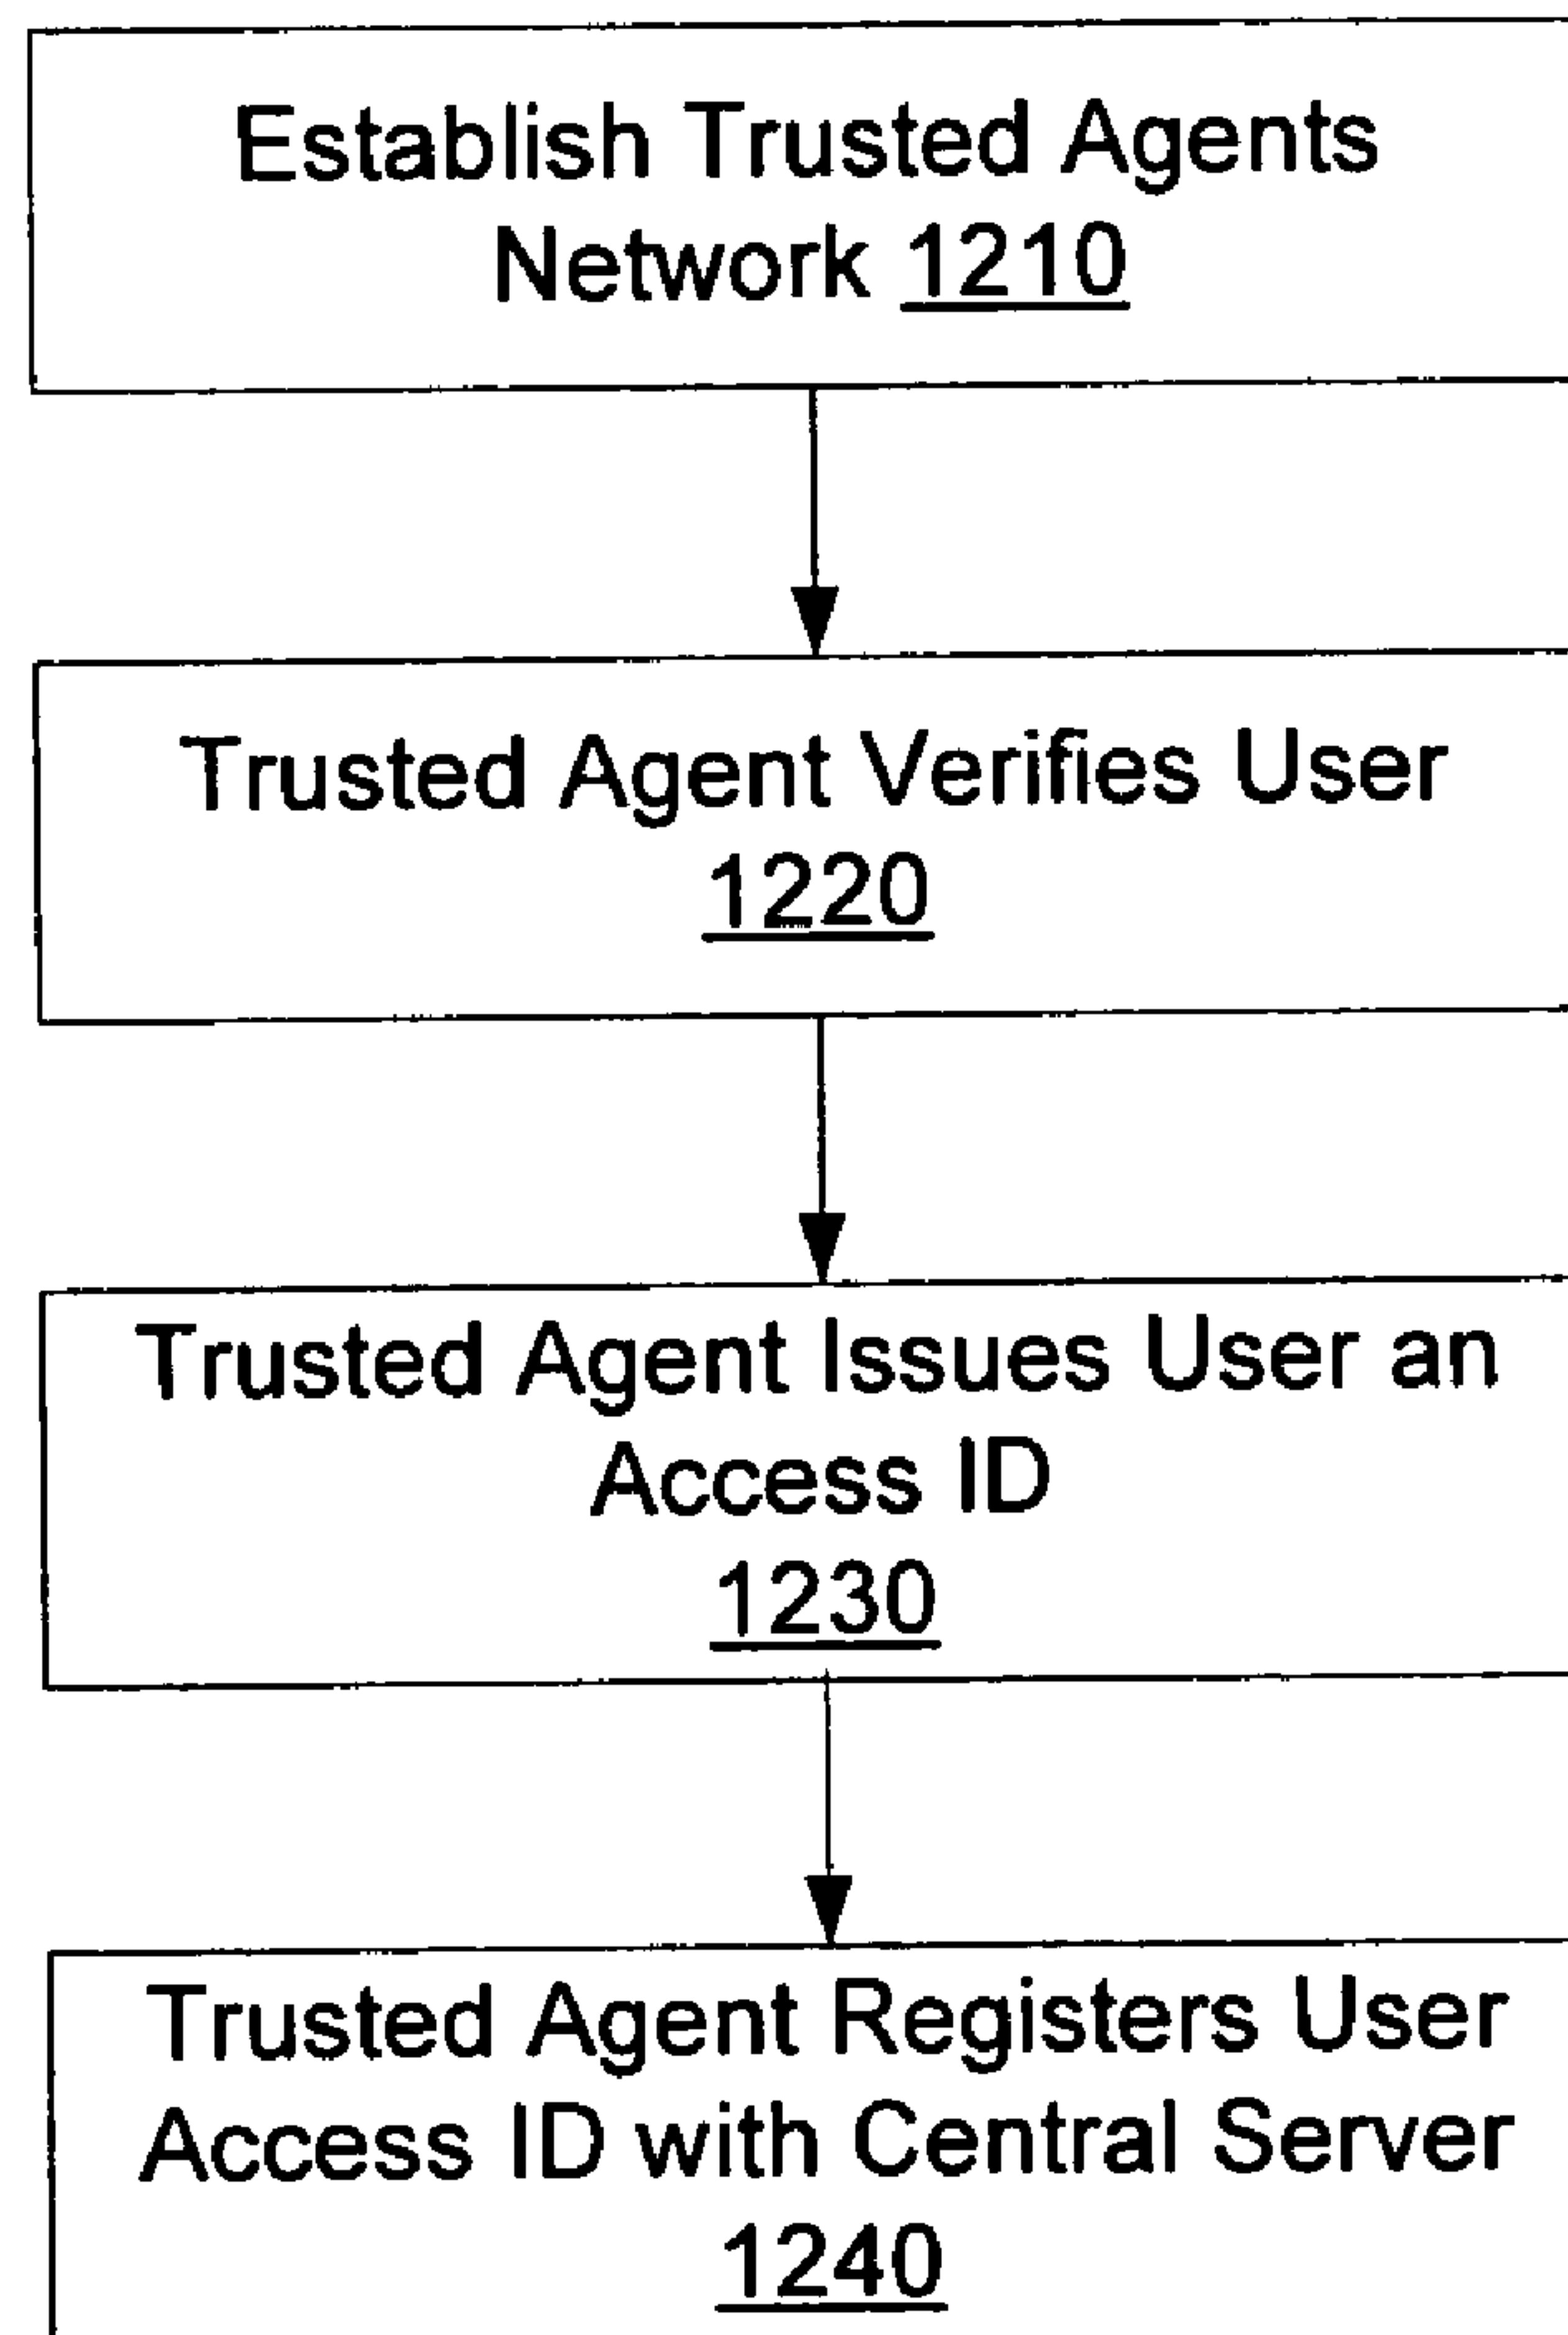 Establish Trusted Agents
Network 1210
Trusted Agent Verifies User
1220
Trusted Agent Issues User an
Access ID
1230
Trusted Agent Registers User
Access ID with Central Server
1240